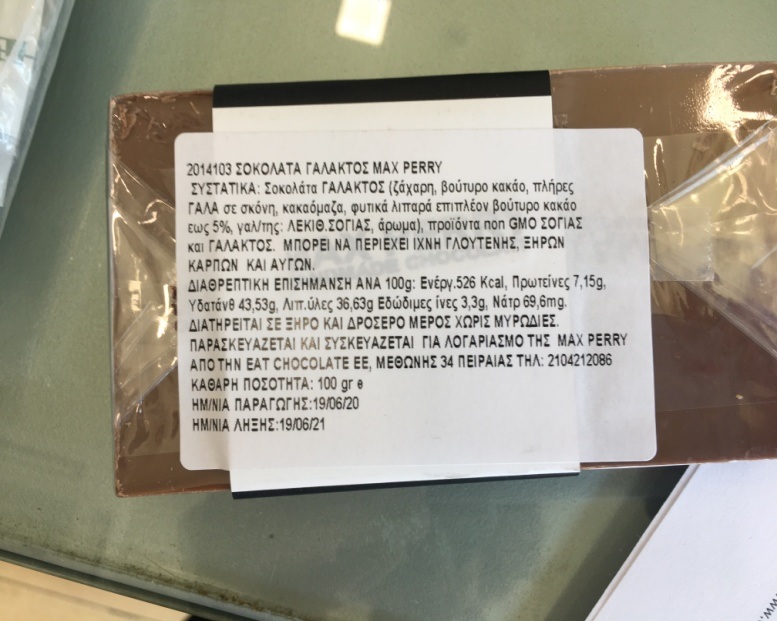 2014103 ΣΟΚΟΛΑΤΑ ΓΑΛΑΚΤΟΣ MAX PERRY
ΣΥΣΤΑΤΙΚΑ: Σοκολάτα ΓΑΛΑΚΤΟΣ (ζάχαρη, βούτυρο κακάο, πλήρες
ΓΑΛΑ σε σκόνη, κακαόμαζα, φυτικά λιπαρά επιπλέον βούτυρο κακάο
εως 5%, γαλ/της: ΛΕΚΙΘ.ΣΟΓΙΑΣ, άρωμα), προϊόντα non GMO ΣΟΓΙΑΣ
και ΓΑΛΑΚΤΟΣ. ΜΠΟΡΕΙ ΝΑ ΠΕΡΙΕΧΕΙ ΙΧΝΗ ΓΛΟΥΤΕΝΗΣ, ΞΗΡΩΝ
ΚΑΡΠΩΝ ΚΑΙ ΑΥΓΩΝ.
ΔΙΑΘΡΕΠΤΙΚΗ ΕΠΙΣΗΜΑΝΣΗ ΑΝΑ 100g: Ενέργ.526 Kcal, Πρωτείνες 7,15g,
Υδατάνθ 43,53g, Λιπ.ύλες 36,63g Εδώδιμες ίνες 3,3g, Νάτρ 69,6mg.
ΔΙΑΤΗΡΕΙΤΑΙ ΣΕ ΞΗΡΟ ΚΑΙ ΔΡΟΣΕΡΟ ΜΕΡΟΣ ΧΩΡΙΣ ΜΥΡΩΔΙΕΣ.
ΠΑΡΑΣΚΕΥΑΖΕΤΑΙ ΚΑΙ ΣΥΣΚΕΥΑΖΕΤΑΙ ΓΙΑ ΛΟΓΑΡΙΑΣΜΟ ΤΗΣ MAX PERRY
ΑΠΟ ΤΗΝ EAT CHOCOLATE ΕΕ, ΜΕΘΩΝΗΣ 34 ΠΕΙΡΑΙΑΣ ΤΗΛ: 2104212086
ΚΑΘΑΡΗ ΠΟΣΟΤΗΤΑ: 100 gr e
ΗΜ/ΝΙΑ ΠΑΡΑΓΩΓΗΣ:19/06/20
ΗΜ/ΝΙΑ ΛΗΞΗΣ:19/06/21